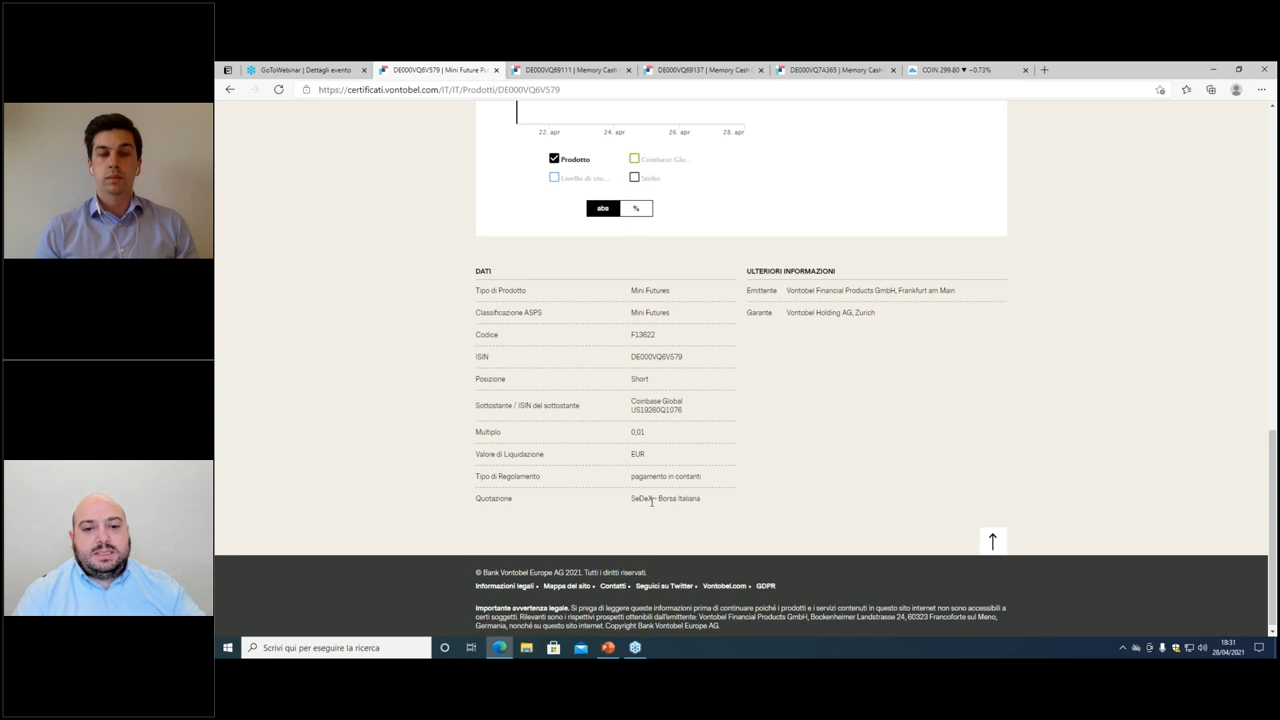 GoToWebinar | Dettagli evento
DE000VQ6V579 | Mini Future Pu
DE000VQ69111 | Memory Cash
DE000VQ69137 | Memory Cash
DE000VQ7A365 | Memory Cash
COIN 299.80 ▼ −0.73%
https://certificati.vontobel.com/IT/IT/Prodotti/DE000VQ6V579
22. apr 24. apr 26. apr 28. apr
Prodotto Coinbase Glo...
Livello di sto... Strike
abs %
DATI
Tipo di Prodotto Mini Futures
Classificazione ASPS Mini Futures
Codice F13622
ISIN DE000VQ6V579
Posizione Short
Sottostante / ISIN del sottostante Coinbase Global
US19260Q1076
Multiplo 0,01
Valore di Liquidazione EUR
Tipo di Regolamento pagamento in contanti
Quotazione SeDeX - Borsa Italiana
ULTERIORI INFORMAZIONI
Emittente Vontobel Financial Products GmbH, Frankfurt am Main
Garante Vontobel Holding AG, Zurich
© Bank Vontobel Europe AG 2021. Tutti i diritti riservati.
Informazioni legali • Mappa del sito • Contatti • Seguici su Twitter • Vontobel.com • GDPR
Importante avvertenza legale. Si prega di leggere queste informazioni prima di continuare poiché i prodotti e i servizi contenuti in questo sito internet non sono accessibili a
certi soggetti. Rilevanti sono i rispettivi prospetti ottenibili dall'emittente: Vontobel Financial Products GmbH, Bockenheimer Landstrasse 24, 60323 Francoforte sul Meno,
Germania, nonché su questo sito internet. Copyright Bank Vontobel Europe AG.
Scrivi qui per eseguire la ricerca
18:31
28/04/2021